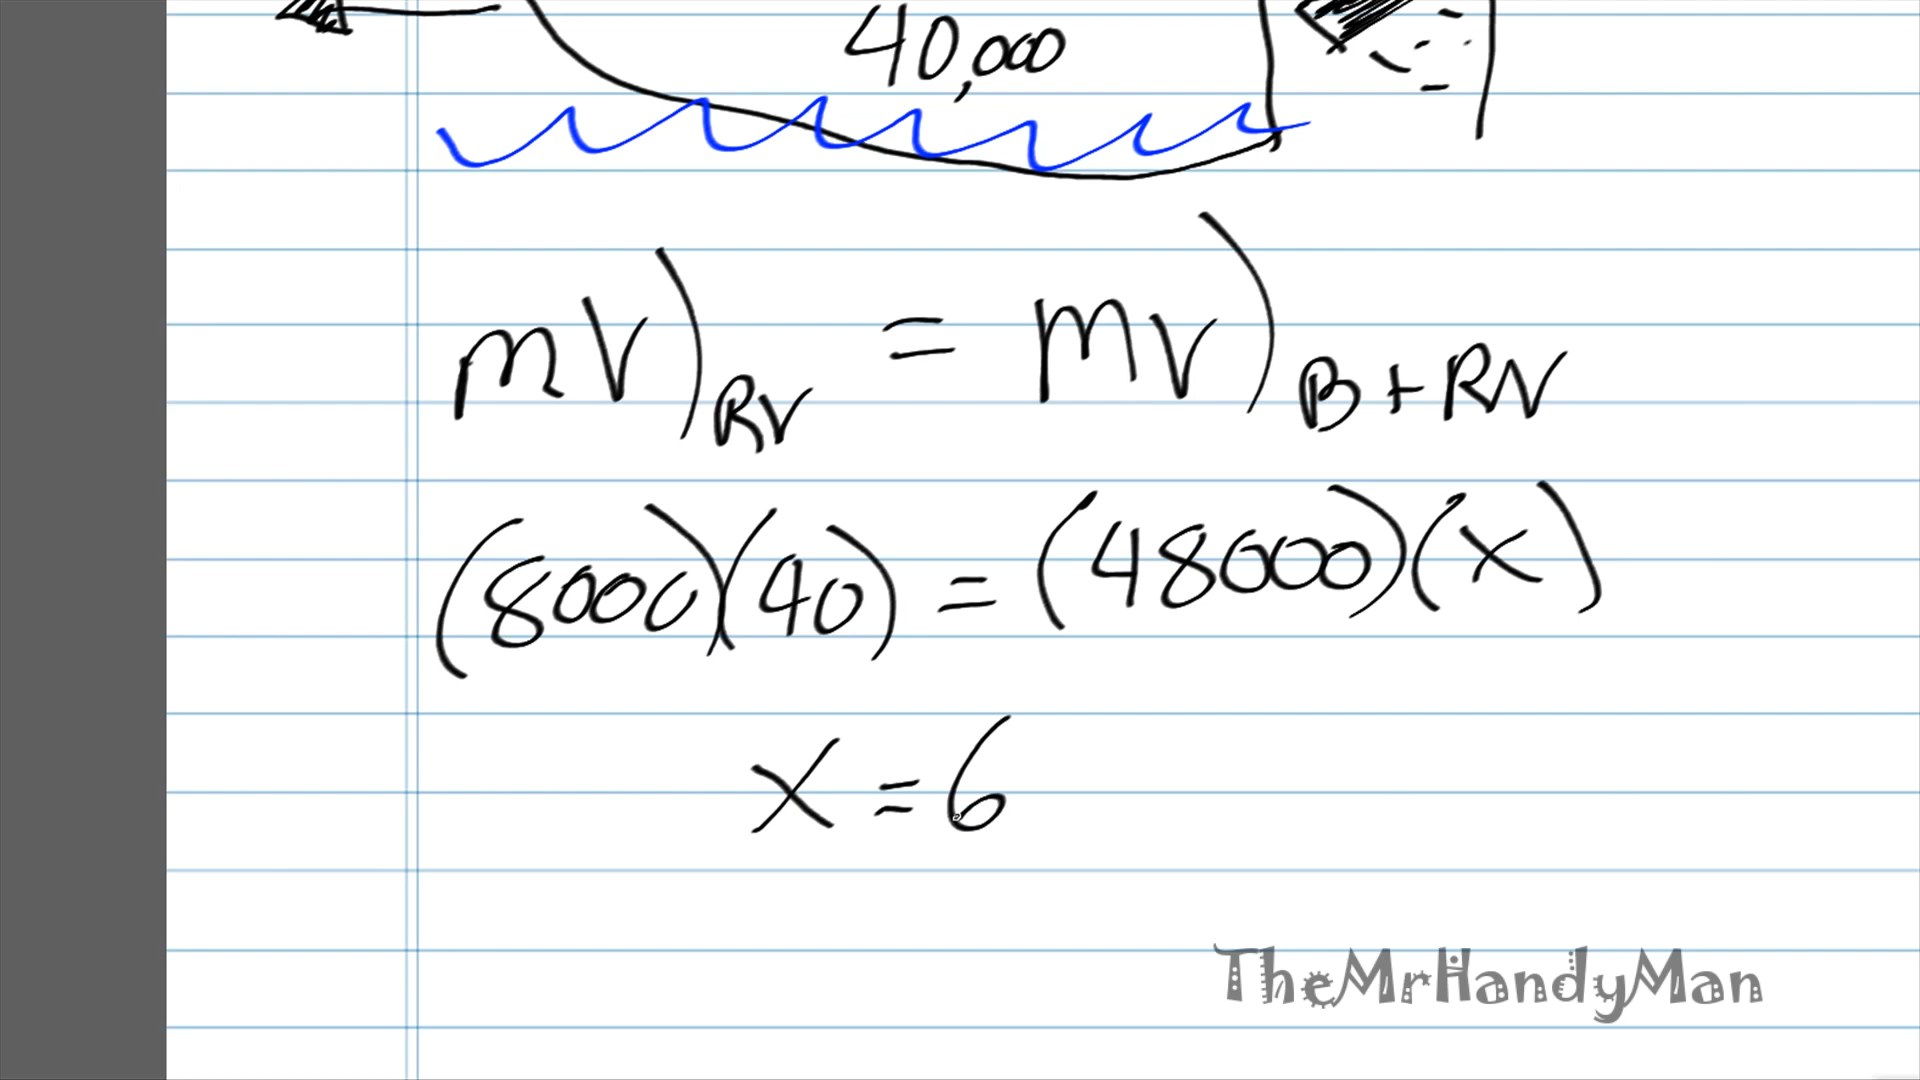 40,000
mV)RV = mV)B+RV
(8000)(40) = (48000)(x)
x = 6
TheMrHandyMan